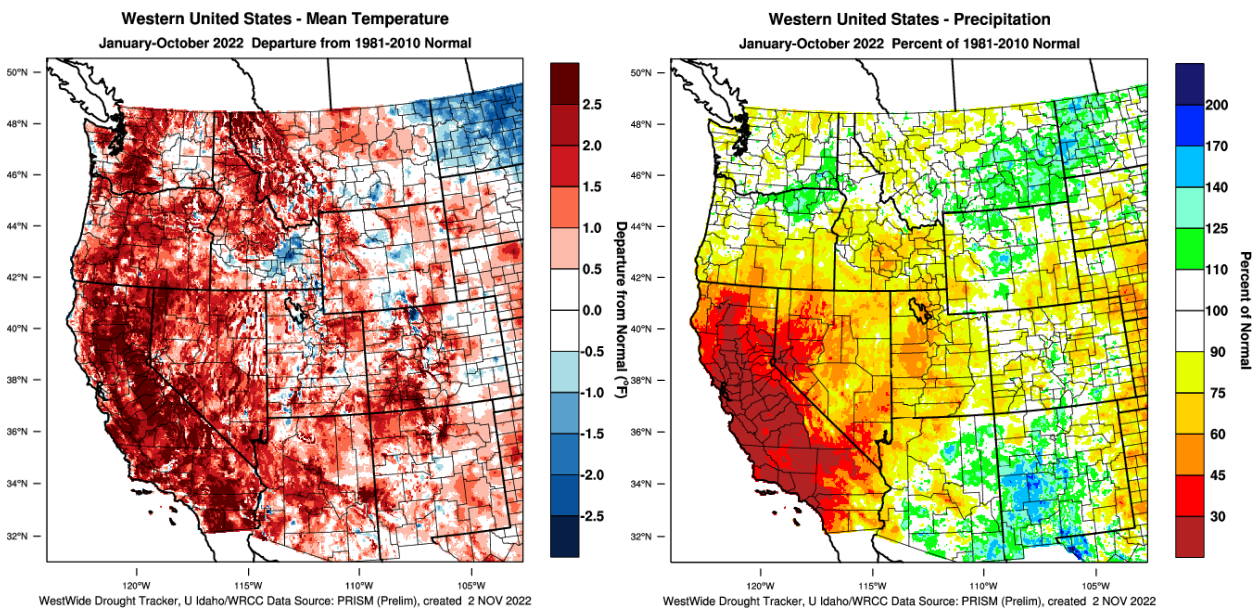 Western United States - Mean Temperature
January-October 2022 Departure from 1981-2010 Normal
50°N
48°N
46°N
44°N
42°N
40°N
38°N
36°N
34°N
32°N
120°W
115°W
110°W
105°W
2.5
2.0
1.5
1.0
0.5
0.0
-0.5
-1.0
-1.5
-2.0
-2.5
Departure from Normal (°F)
WestWide Drought Tracker, U Idaho/WRCC Data Source: PRISM (Prelim), created 2 NOV 2022
Western United States - Precipitation
January-October 2022 Percent of 1981-2010 Normal
50°N
48°N
46°N
44°N
42°N
40°N
38°N
36°N
34°N
32°N
120°W
115°W
110°W
105°W
200
170
140
125
110
100
90
75
60
45
30
Percent of Normal
WestWide Drought Tracker, U Idaho/WRCC Data Source: PRISM (Prelim), created 2 NOV 2022